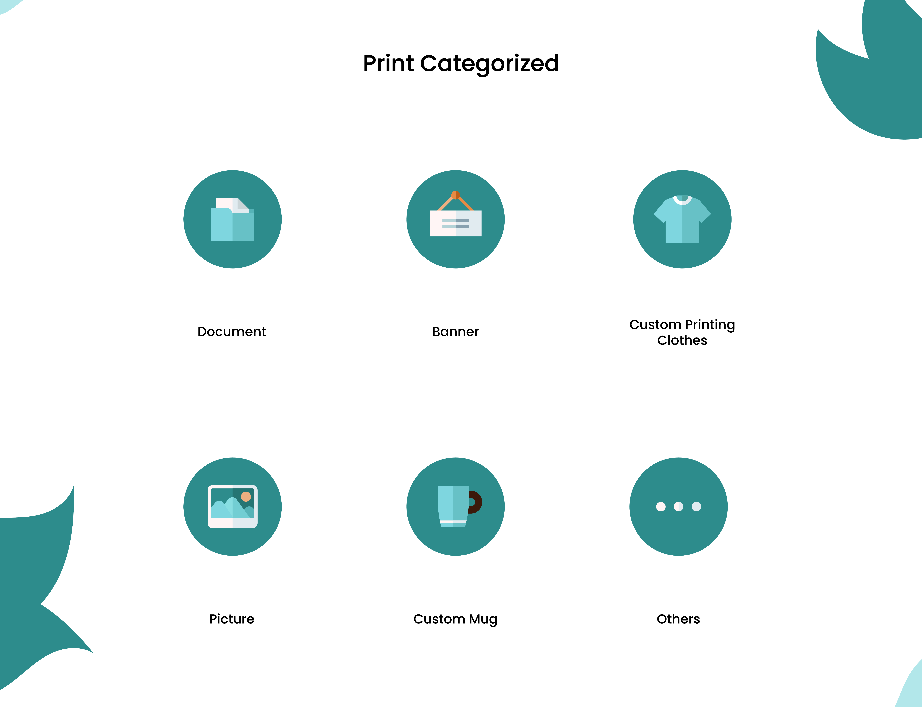 Print Categorized
Document
Banner
Custom Printing
Clothes
Picture
Custom Mug
Others